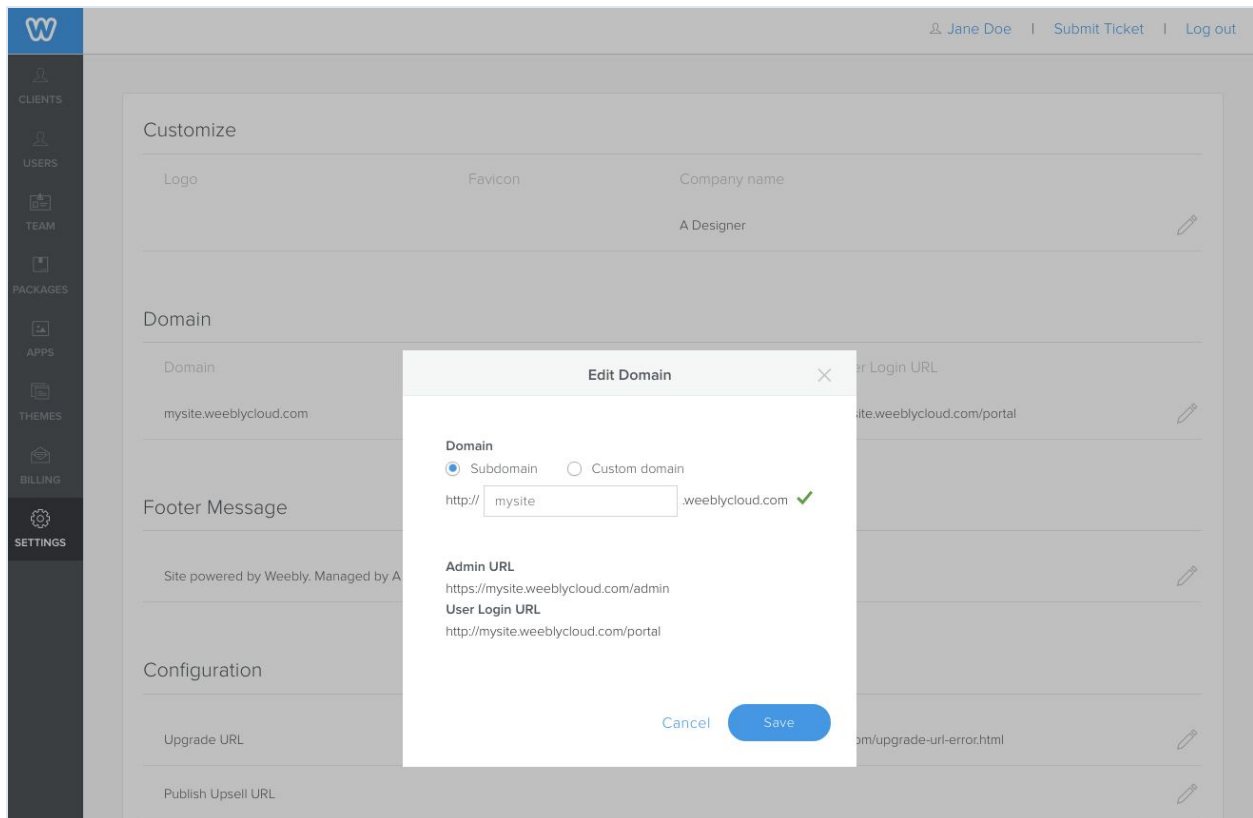 Jane Doe | Submit Ticket | Log out
CLIENTS
USERS
TEAM
PACKAGES
APPS
THEMES
BILLING
SETTINGS
Customize
Logo Favicon Company name
A Designer
Domain
Domain Login URL
mysite.weeblycloud.com .weeblycloud.com/portal
Footer Message
Site powered by Weebly. Managed by A
Configuration
Upgrade URL /upgrade-url-error.html
Publish Upsell URL
Edit Domain
Domain
Subdomain Custom domain
http:// mysite .weeblycloud.com
Admin URL
https://mysite.weeblycloud.com/admin
User Login URL
http://mysite.weeblycloud.com/portal
Cancel Save